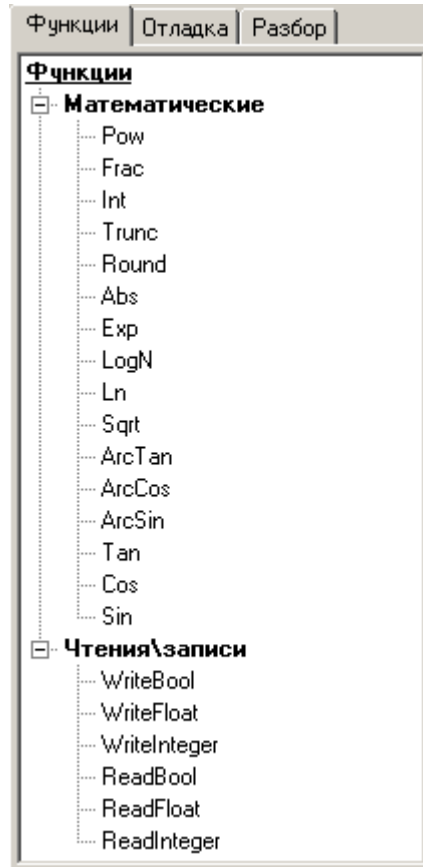 Функции Отладка Разбор
Функции
Математические
Pow
Frac
Int
Trunc
Round
Abs
Exp
LogN
Ln
Sqrt
ArcTan
ArcCos
ArcSin
Tan
Cos
Sin
Чтения\записи
WriteBool
WriteFloat
WriteInteger
ReadBool
ReadFloat
ReadInteger